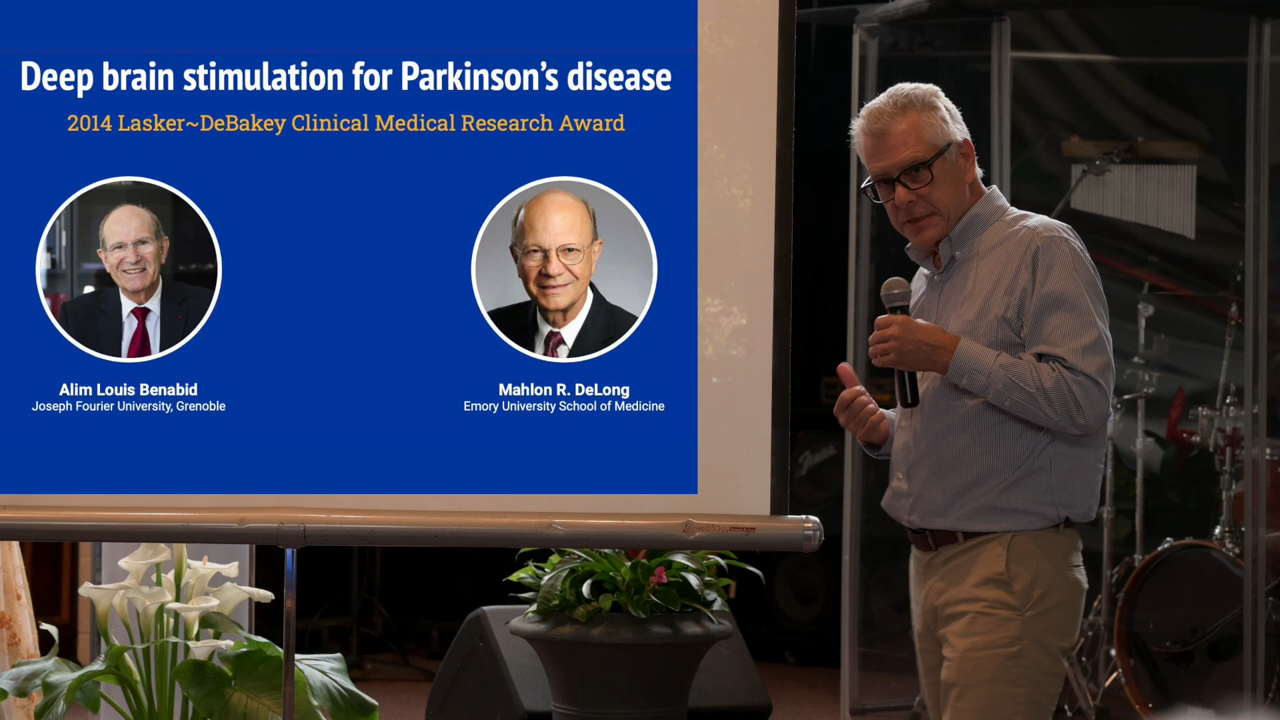 Deep brain stimulation for Parkinson's disease
2014 Lasker~DeBakey Clinical Medical Research Award
Alim Louis Benabid
Joseph Fourier University, Grenoble
Mahlon R. DeLong
Emory University School of Medicine
Fender